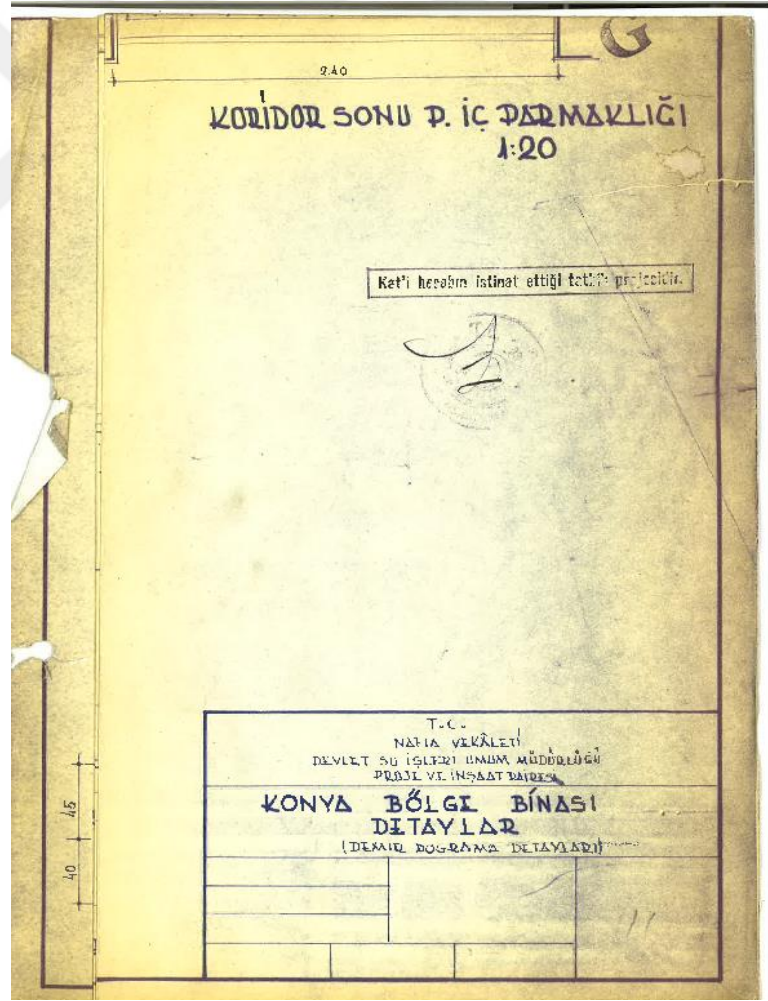 G
2.40
KORİDOR SONU P. İÇ PARMAKLIĞI
1:20
Kat'i hesabın istinat ettiği tatbik projesidir.
T.C.
NAFIA VEKÂLETİ
DEVLET SU İŞLERİ UMUM MÜDÜRLÜĞÜ
PROJE VE İNŞAAT DAİRESİ
KONYA BÖLGE BİNASI
DETAYLAR
(DEMİR DOĞRAMA DETAYLARI)
45
40